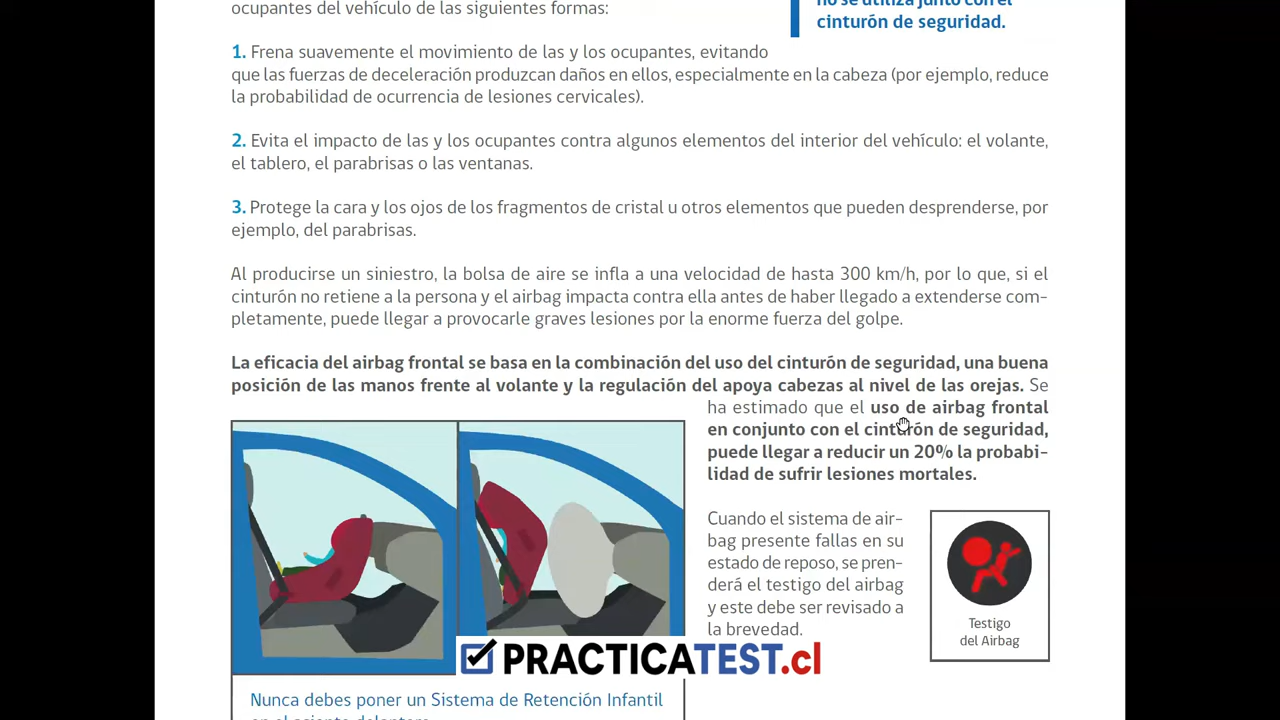 ocupantes del vehículo de las siguientes formas:
no se utiliza junto con el
cinturón de seguridad.
1. Frena suavemente el movimiento de las y los ocupantes, evitando
que las fuerzas de deceleración produzcan daños en ellos, especialmente en la cabeza (por ejemplo, reduce
la probabilidad de ocurrencia de lesiones cervicales).
2. Evita el impacto de las y los ocupantes contra algunos elementos del interior del vehículo: el volante,
el tablero, el parabrisas o las ventanas.
3. Protege la cara y los ojos de los fragmentos de cristal u otros elementos que pueden desprenderse, por
ejemplo, del parabrisas.
Al producirse un siniestro, la bolsa de aire se infla a una velocidad de hasta 300 km/h, por lo que, si el
cinturón no retiene a la persona y el airbag impacta contra ella antes de haber llegado a extenderse com-
pletamente, puede llegar a provocarle graves lesiones por la enorme fuerza del golpe.
La eficacia del airbag frontal se basa en la combinación del uso del cinturón de seguridad, una buena
posición de las manos frente al volante y la regulación del apoya cabezas al nivel de las orejas. Se
ha estimado que el uso de airbag frontal
en conjunto con el cinturón de seguridad,
puede llegar a reducir un 20% la probabi-
lidad de sufrir lesiones mortales.
Cuando el sistema de air-
bag presente fallas en su
estado de reposo, se pren-
derá el testigo del airbag
y este debe ser revisado a
la brevedad.
Testigo
del Airbag
PRACTICATEST.cl
Nunca debes poner un Sistema de Retención Infantil
en el asiento delantero